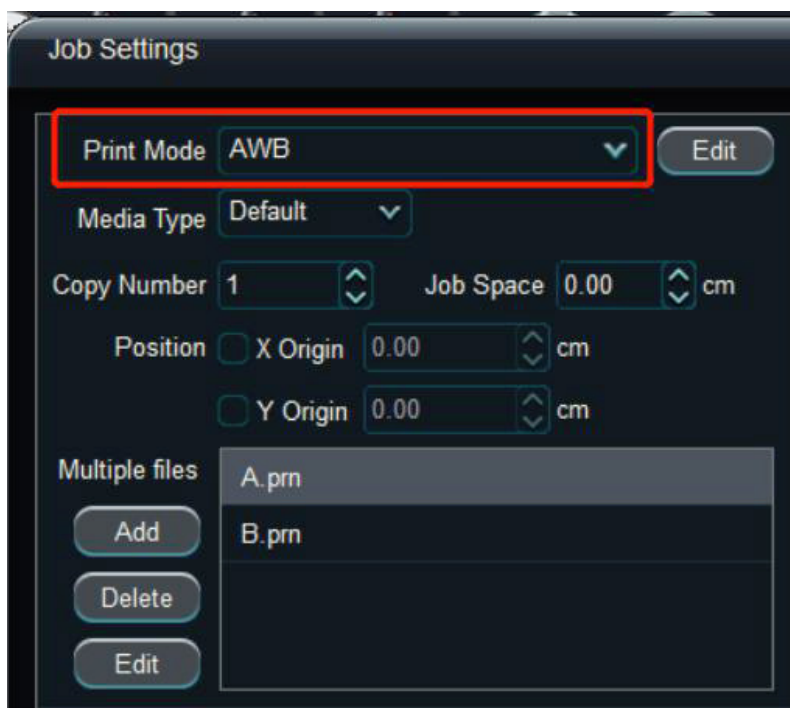 Job Settings
Print Mode AWB Edit
Media Type Default
Copy Number 1 Job Space 0.00 cm
Position X Origin 0.00 cm
Y Origin 0.00 cm
Multiple files A.prn
Add B.prn
Delete
Edit